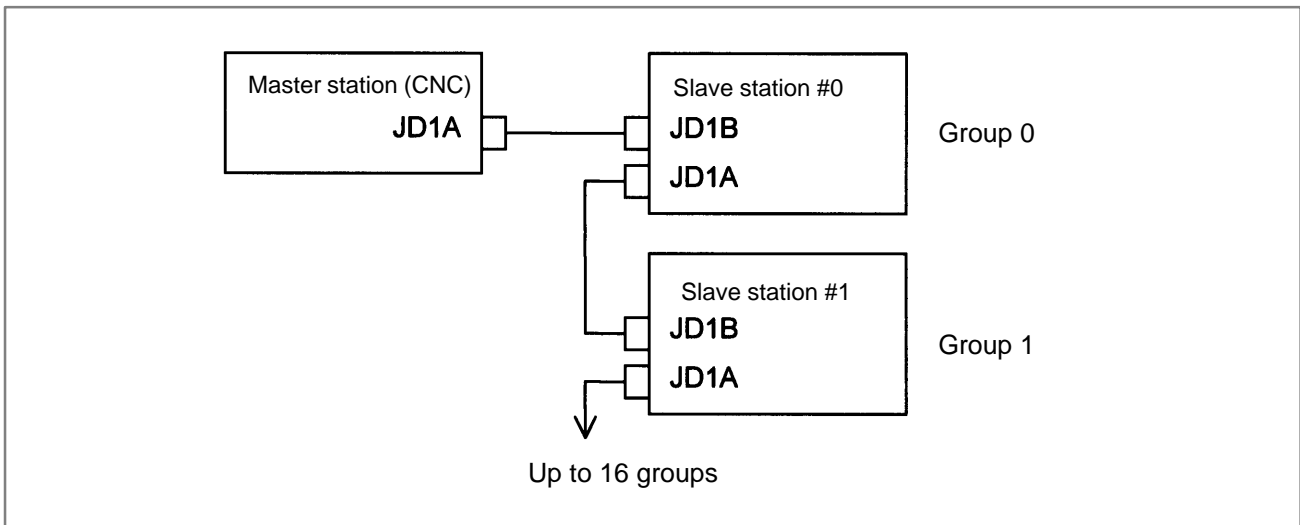 Master station (CNC)
JD1A
Slave station #0
JD1B
JD1A
Group 0
Slave station #1
JD1B
JD1A
Group 1
Up to 16 groups